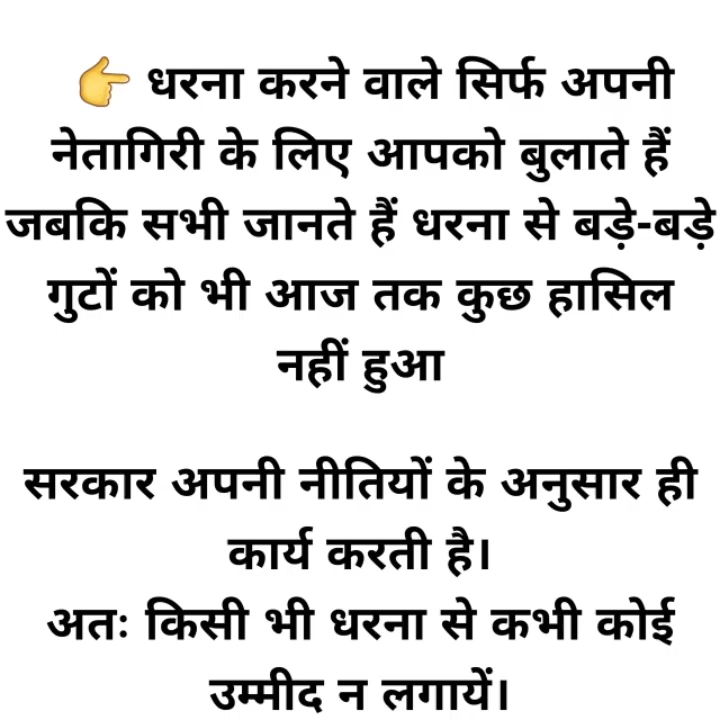 👉 धरना करने वाले सिर्फ अपनी
नेतागिरी के लिए आपको बुलाते हैं
जबकि सभी जानते हैं धरना से बड़े-बड़े
गुटों को भी आज तक कुछ हासिल
नहीं हुआ
सरकार अपनी नीतियों के अनुसार ही
कार्य करती है।
अतः किसी भी धरना से कभी कोई
उम्मीद न लगायें।